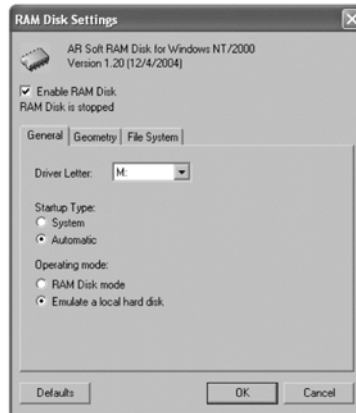 RAM Disk Settings
AR Soft RAM Disk for Windows NT/2000
Version 1.20 (12/4/2004)
Enable RAM Disk
RAM Disk is stopped
General Geometry File System
Driver Letter: M:
Startup Type:
System
Automatic
Operating mode:
RAM Disk mode
Emulate a local hard disk
Defaults OK Cancel